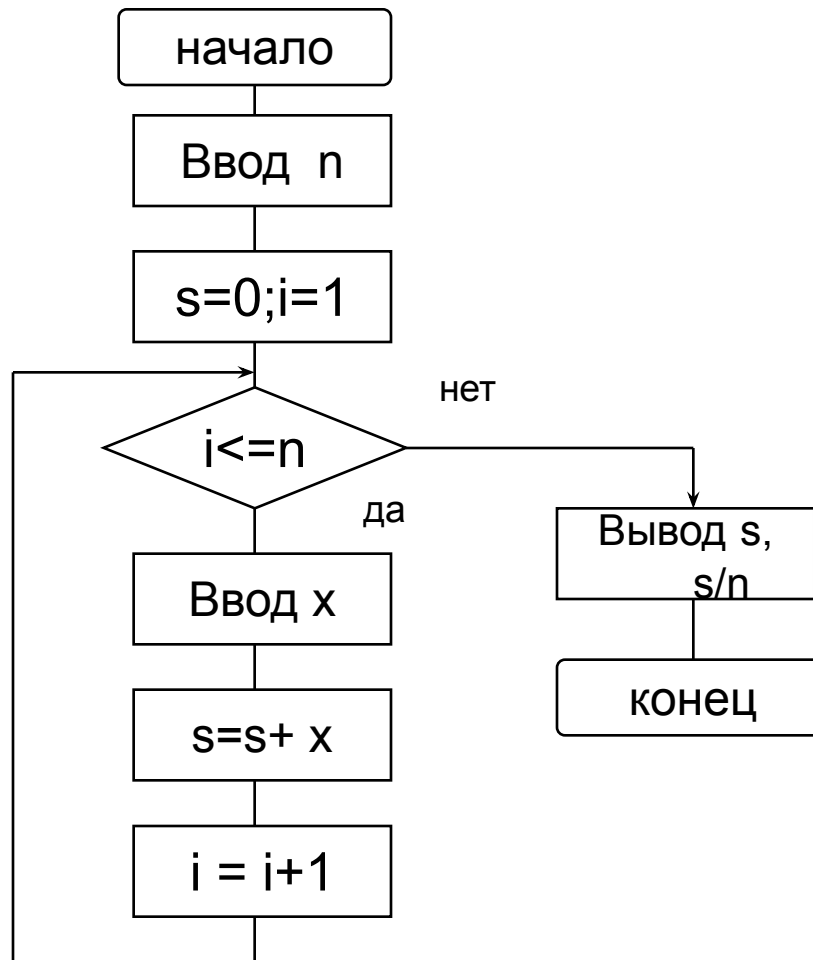 начало
Ввод n
s=0;i=1
нет
i<=n
да
Вывод s,
s/n
Ввод x
s=s+ x
конец
i = i+1